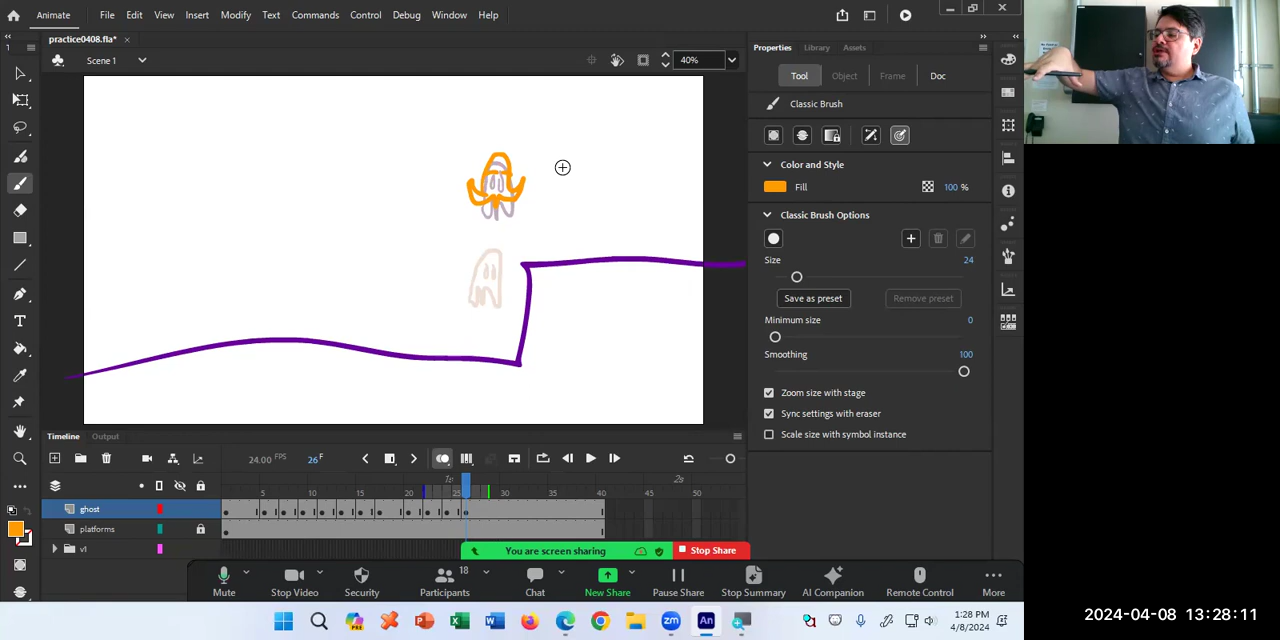 Animate File Edit View Insert Modify Text Commands Control Debug Window Help
practice0408.fla* ×
Scene 1
40%
Properties Library Assets
Tool Object Frame Doc
Classic Brush
Color and Style
Fill 100 %
Classic Brush Options
Size 24
Save as preset Remove preset
Minimum size 0
Smoothing 100
Zoom size with stage
Sync settings with eraser
Scale size with symbol instance
Timeline Output
24.00 FPS 26 F
1s 2s
5 10 15 20 25 30 35 40 45 50
ghost
platforms
v1
You are screen sharing Stop Share
18
Mute Stop Video Security Participants Chat New Share Pause Share Stop Summary AI Companion Remote Control More
1:28 PM
4/8/2024
2024-04-08 13:28:11